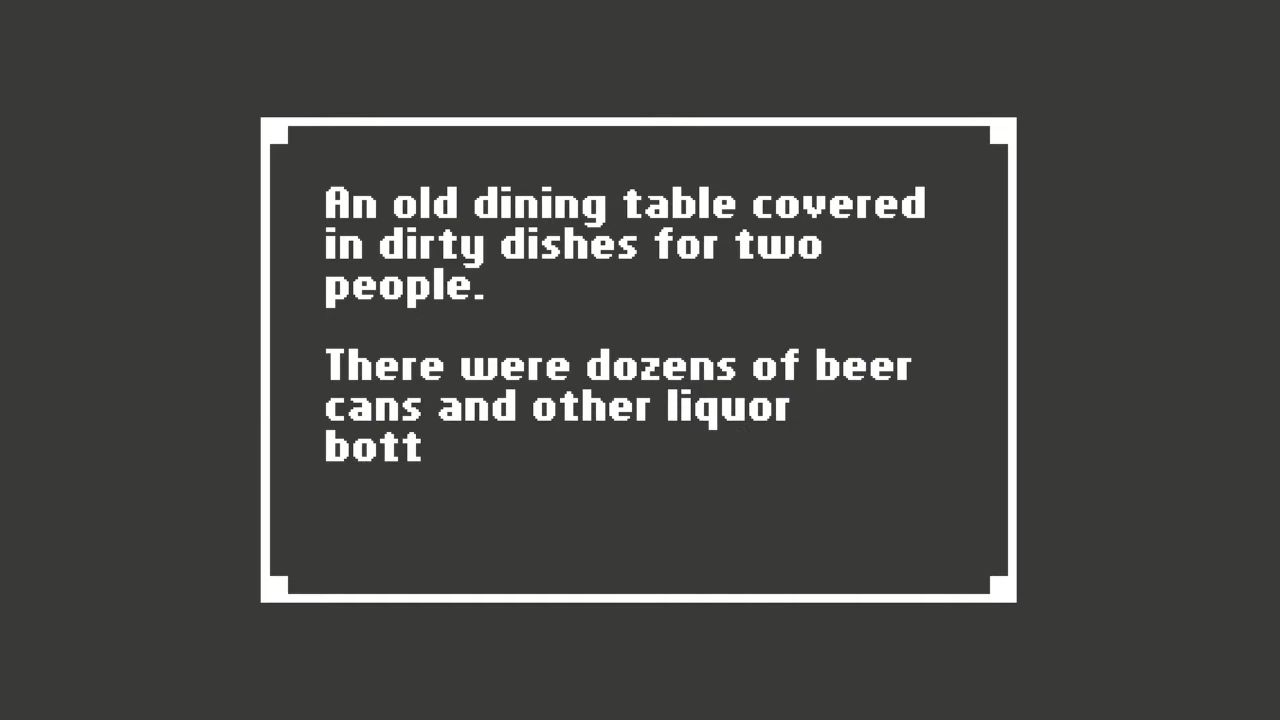 An old dining table covered
in dirty dishes for two
people.
There were dozens of beer
cans and other liquor
bott